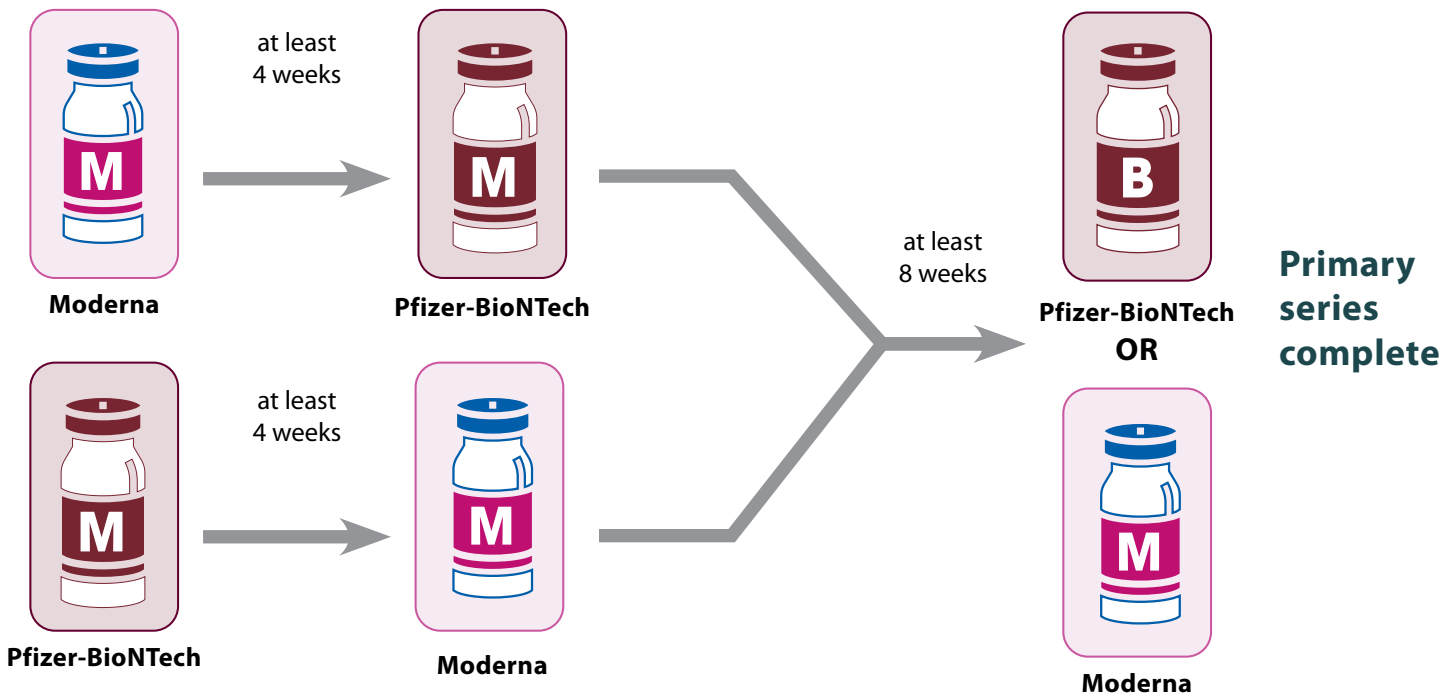 at least
4 weeks
M
M
Moderna
Pfizer-BioNTech
at least
4 weeks
M
M
Pfizer-BioNTech
Moderna
at least
8 weeks
B
Pfizer-BioNTech
OR
M
Moderna
Primary
series
complete